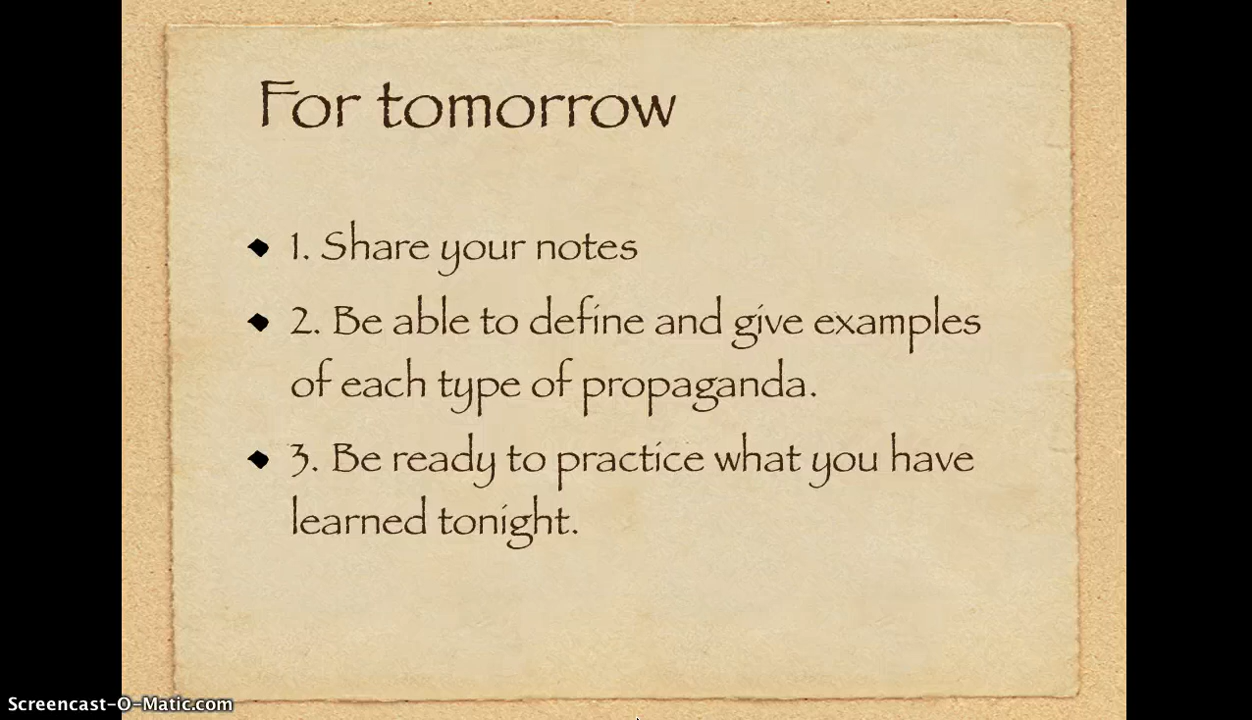 For tomorrow
1. Share your notes
2. Be able to define and give examples
of each type of propaganda.
3. Be ready to practice what you have
learned tonight.
Screencast-O-Matic.com